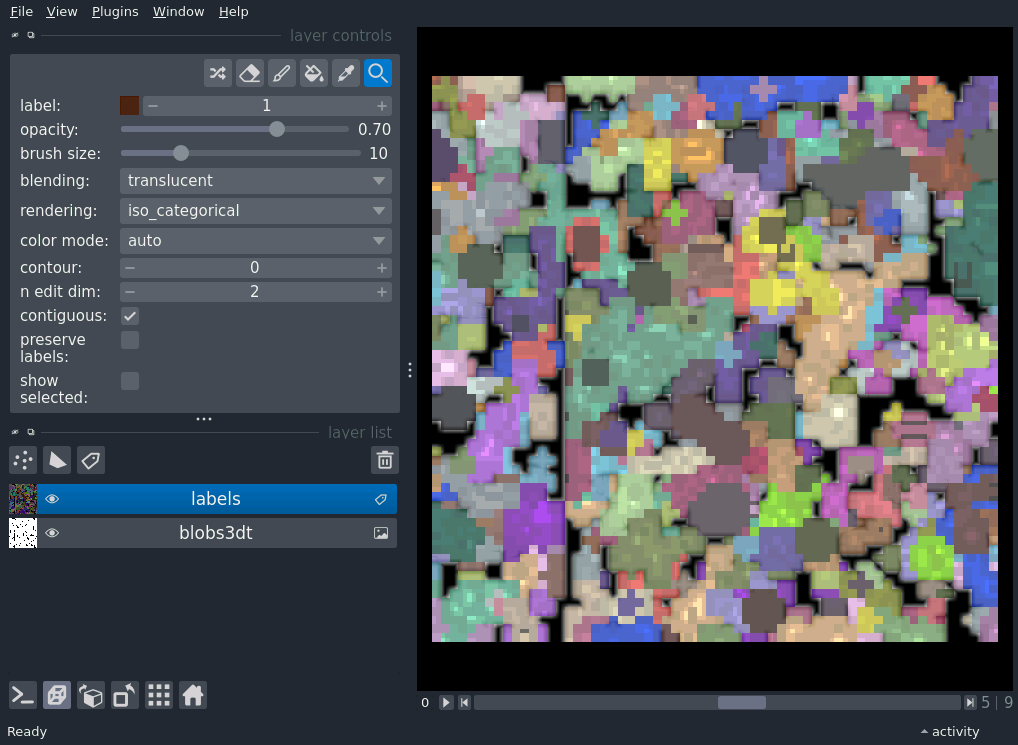 File View Plugins Window Help
layer controls
label: 1
opacity: 0.70
brush size: 10
blending: translucent
rendering: iso_categorical
color mode: auto
contour: 0
n edit dim: 2
contiguous:
preserve
labels:
show
selected:
layer list
labels
blobs3dt
0 5 | 9
Ready activity